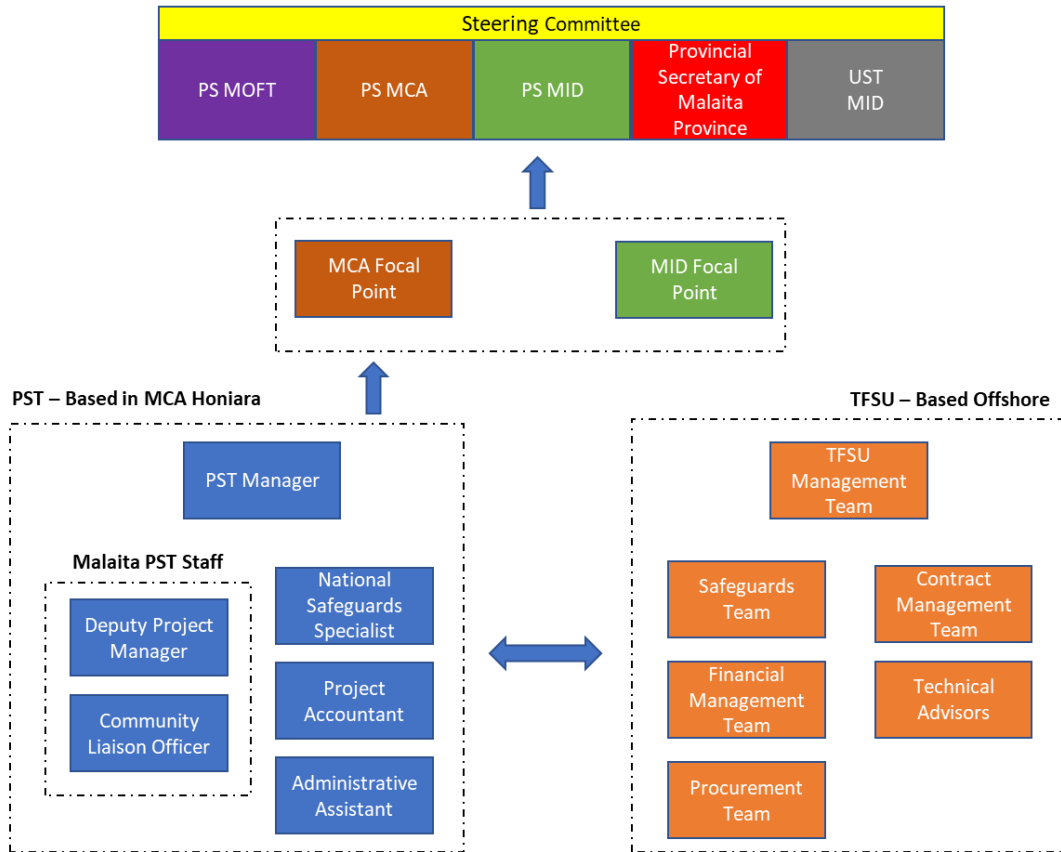 Steering Committee
PS MOFT
PS MCA
PS MID
Provincial
Secretary of
Malaita
Province
UST
MID
MCA Focal
Point
MID Focal
Point
PST – Based in MCA Honiara
PST Manager
Malaita PST Staff
Deputy Project
Manager
Community
Liaison Officer
National
Safeguards
Specialist
Project
Accountant
Administrative
Assistant
TFSU – Based Offshore
TFSU
Management
Team
Safeguards
Team
Contract
Management
Team
Financial
Management
Team
Technical
Advisors
Procurement
Team